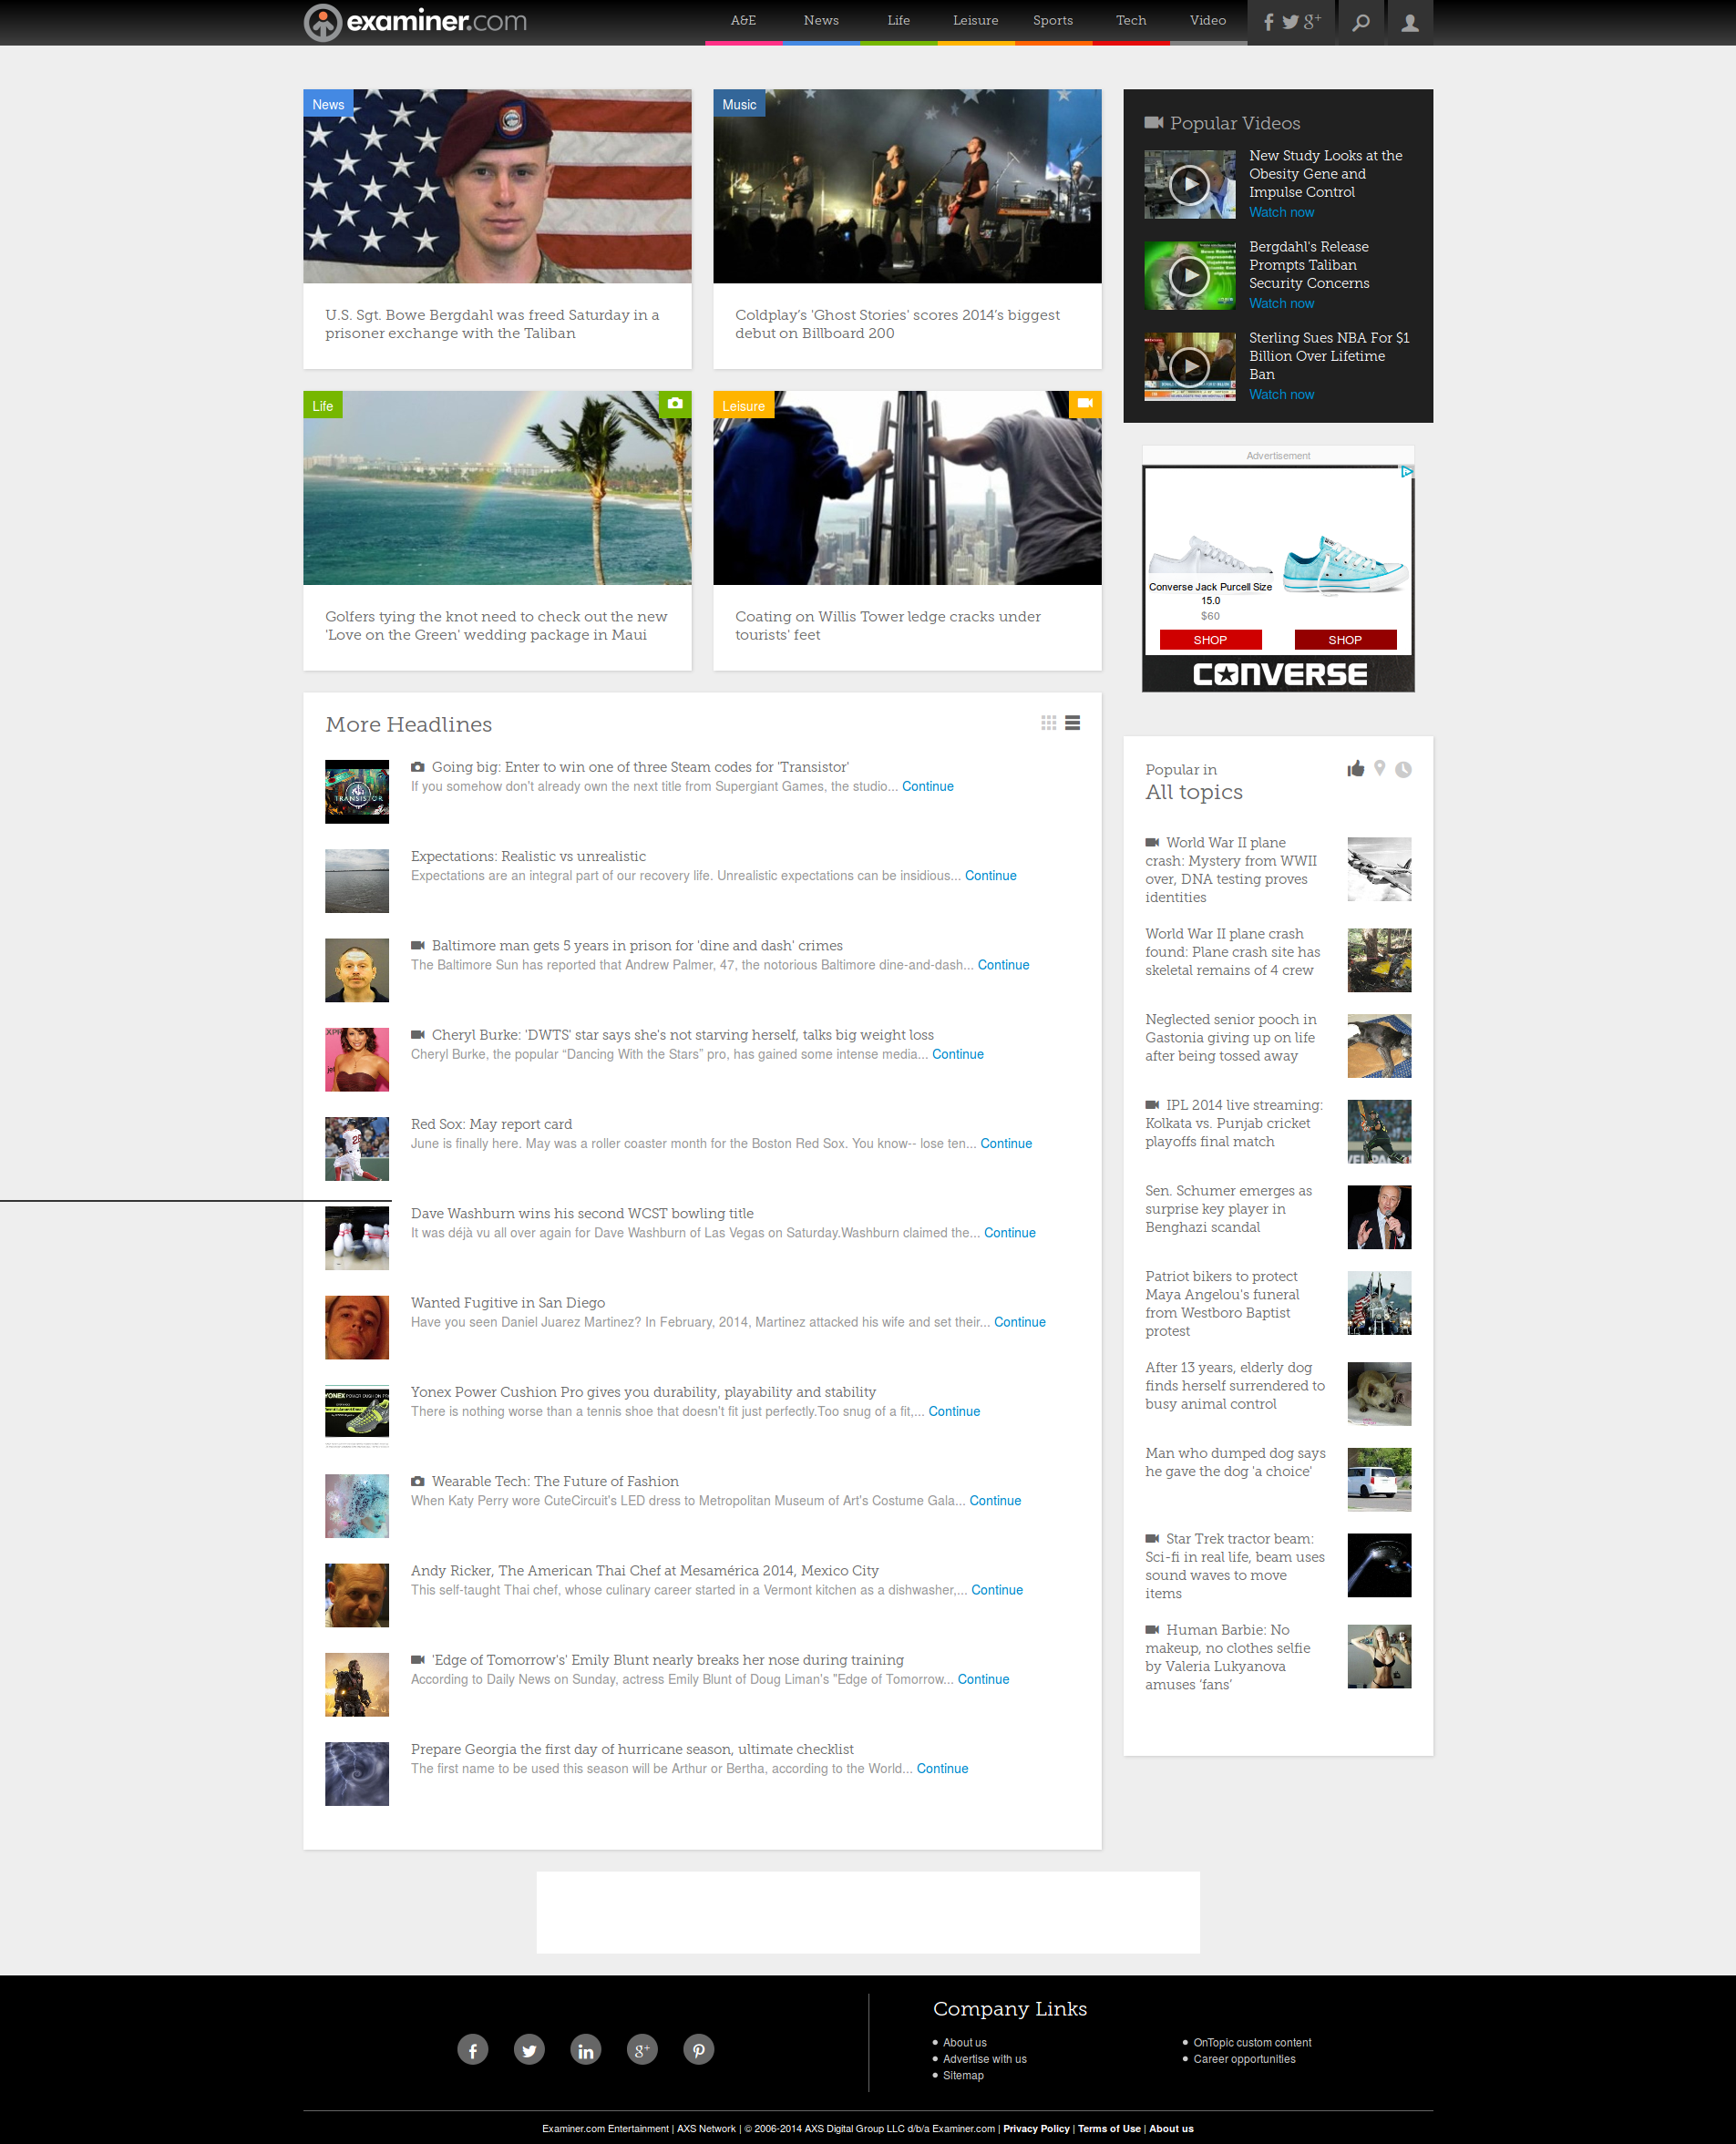 examiner.com
A&E
News
Life
Leisure
Sports
Tech
Video
News
U.S. Sgt. Bowe Bergdahl was freed Saturday in a
prisoner exchange with the Taliban
Music
Coldplay's 'Ghost Stories' scores 2014's biggest
debut on Billboard 200
Life
Golfers tying the knot need to check out the new
'Love on the Green' wedding package in Maui
Leisure
Coating on Willis Tower ledge cracks under
tourists' feet
Popular Videos
New Study Looks at the
Obesity Gene and
Impulse Control
Watch now
Bergdahl's Release
Prompts Taliban
Security Concerns
Watch now
Sterling Sues NBA For $1
Billion Over Lifetime
Ban
Watch now
Advertisement
Converse Jack Purcell Size
15.0
$60
SHOP
SHOP
CONVERSE
More Headlines
TRANSISTOR
Going big: Enter to win one of three Steam codes for 'Transistor'
If you somehow don't already own the next title from Supergiant Games, the studio... Continue
Expectations: Realistic vs unrealistic
Expectations are an integral part of our recovery life. Unrealistic expectations can be insidious... Continue
Baltimore man gets 5 years in prison for 'dine and dash' crimes
The Baltimore Sun has reported that Andrew Palmer, 47, the notorious Baltimore dine-and-dash... Continue
Cheryl Burke: 'DWTS' star says she's not starving herself, talks big weight loss
Cheryl Burke, the popular “Dancing With the Stars” pro, has gained some intense media... Continue
Red Sox: May report card
June is finally here. May was a roller coaster month for the Boston Red Sox. You know-- lose ten... Continue
Dave Washburn wins his second WCST bowling title
It was déjà vu all over again for Dave Washburn of Las Vegas on Saturday.Washburn claimed the... Continue
Wanted Fugitive in San Diego
Have you seen Daniel Juarez Martinez? In February, 2014, Martinez attacked his wife and set their... Continue
Yonex Power Cushion Pro gives you durability, playability and stability
There is nothing worse than a tennis shoe that doesn't fit just perfectly.Too snug of a fit,... Continue
Wearable Tech: The Future of Fashion
When Katy Perry wore CuteCircuit's LED dress to Metropolitan Museum of Art's Costume Gala... Continue
Andy Ricker, The American Thai Chef at Mesamérica 2014, Mexico City
This self-taught Thai chef, whose culinary career started in a Vermont kitchen as a dishwasher,... Continue
'Edge of Tomorrow's' Emily Blunt nearly breaks her nose during training
According to Daily News on Sunday, actress Emily Blunt of Doug Liman's "Edge of Tomorrow... Continue
Prepare Georgia the first day of hurricane season, ultimate checklist
The first name to be used this season will be Arthur or Bertha, according to the World... Continue
Popular in
All topics
World War II plane
crash: Mystery from WWII
over, DNA testing proves
identities
World War II plane crash
found: Plane crash site has
skeletal remains of 4 crew
Neglected senior pooch in
Gastonia giving up on life
after being tossed away
IPL 2014 live streaming:
Kolkata vs. Punjab cricket
playoffs final match
Sen. Schumer emerges as
surprise key player in
Benghazi scandal
Patriot bikers to protect
Maya Angelou's funeral
from Westboro Baptist
protest
After 13 years, elderly dog
finds herself surrendered to
busy animal control
Man who dumped dog says
he gave the dog 'a choice'
Star Trek tractor beam:
Sci-fi in real life, beam uses
sound waves to move
items
Human Barbie: No
makeup, no clothes selfie
by Valeria Lukyanova
amuses 'fans'
Company Links
About us
Advertise with us
Sitemap
OnTopic custom content
Career opportunities
Examiner.com Entertainment | AXS Network | © 2006-2014 AXS Digital Group LLC d/b/a Examiner.com | Privacy Policy | Terms of Use | About us